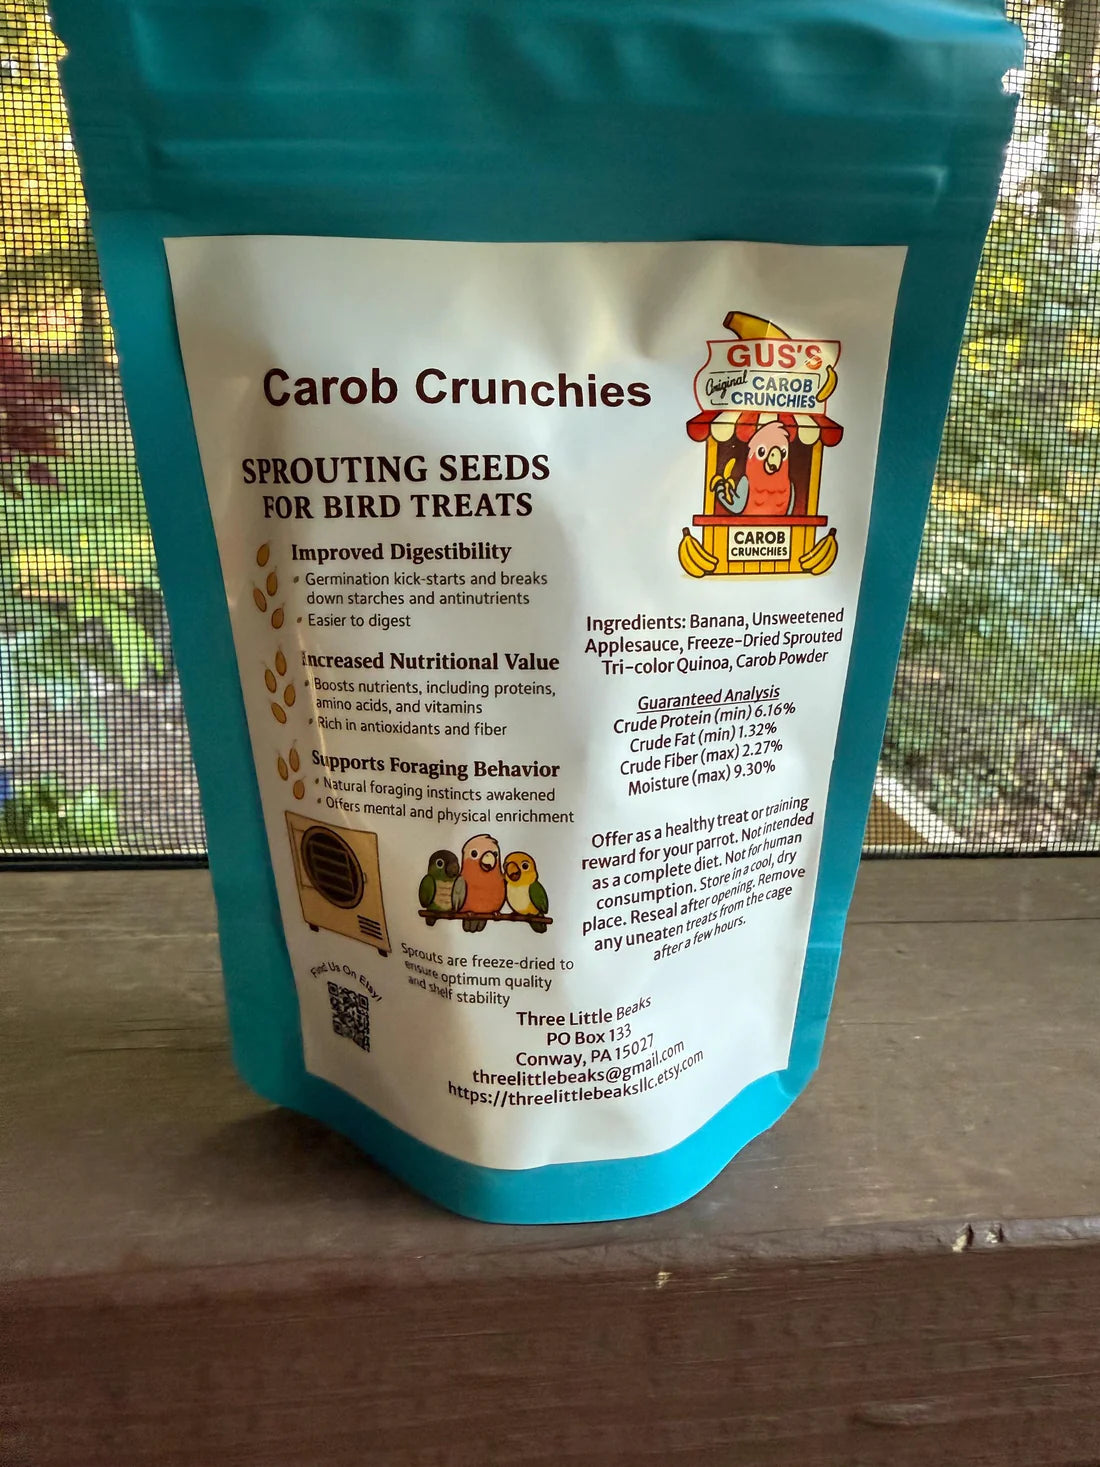 Carob Crunchies
SPROUTING SEEDS
FOR BIRD TREATS
Improved Digestibility
• Germination kick-starts and breaks
down starches and antinutrients
• Easier to digest
Increased Nutritional Value
• Boosts nutrients, including proteins,
amino acids, and vitamins
• Rich in antioxidants and fiber
Supports Foraging Behavior
• Natural foraging instincts awakened
• Offers mental and physical enrichment
Sprouts are freeze-dried to
ensure optimum quality
and shelf stability
Find Us On Etsy!
GUS'S
Original CAROB
CRUNCHIES
CAROB
CRUNCHIES
Ingredients: Banana, Unsweetened
Applesauce, Freeze-Dried Sprouted
Tri-color Quinoa, Carob Powder
Guaranteed Analysis
Crude Protein (min) 6.16%
Crude Fat (min) 1.32%
Crude Fiber (max) 2.27%
Moisture (max) 9.30%
Offer as a healthy treat or training
reward for your parrot. Not intended
as a complete diet. Not for human
consumption. Store in a cool, dry
place. Reseal after opening. Remove
any uneaten treats from the cage
after a few hours.
Three Little Beaks
PO Box 133
Conway, PA 15027
threelittlebeaks@gmail.com
https://threelittlebeaksllc.etsy.com